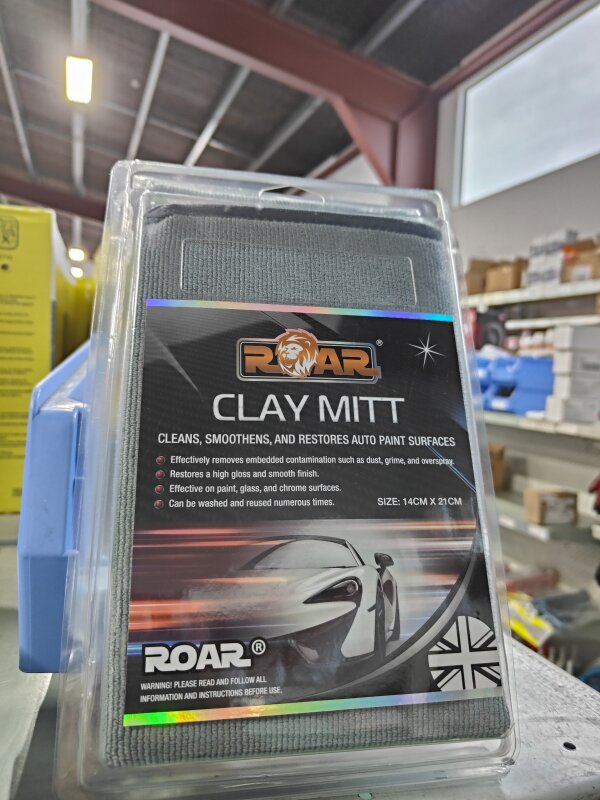 ROAR®
CLAY MITT
CLEANS, SMOOTHENS, AND RESTORES AUTO PAINT SURFACES
Effectively removes embedded contamination such as dust, grime, and overspray.
Restores a high gloss and smooth finish.
Effective on paint, glass, and chrome surfaces.
Can be washed and reused numerous times.
SIZE: 14CM X 21CM
ROAR®
WARNING! PLEASE READ AND FOLLOW ALL
INFORMATION AND INSTRUCTIONS BEFORE USE.